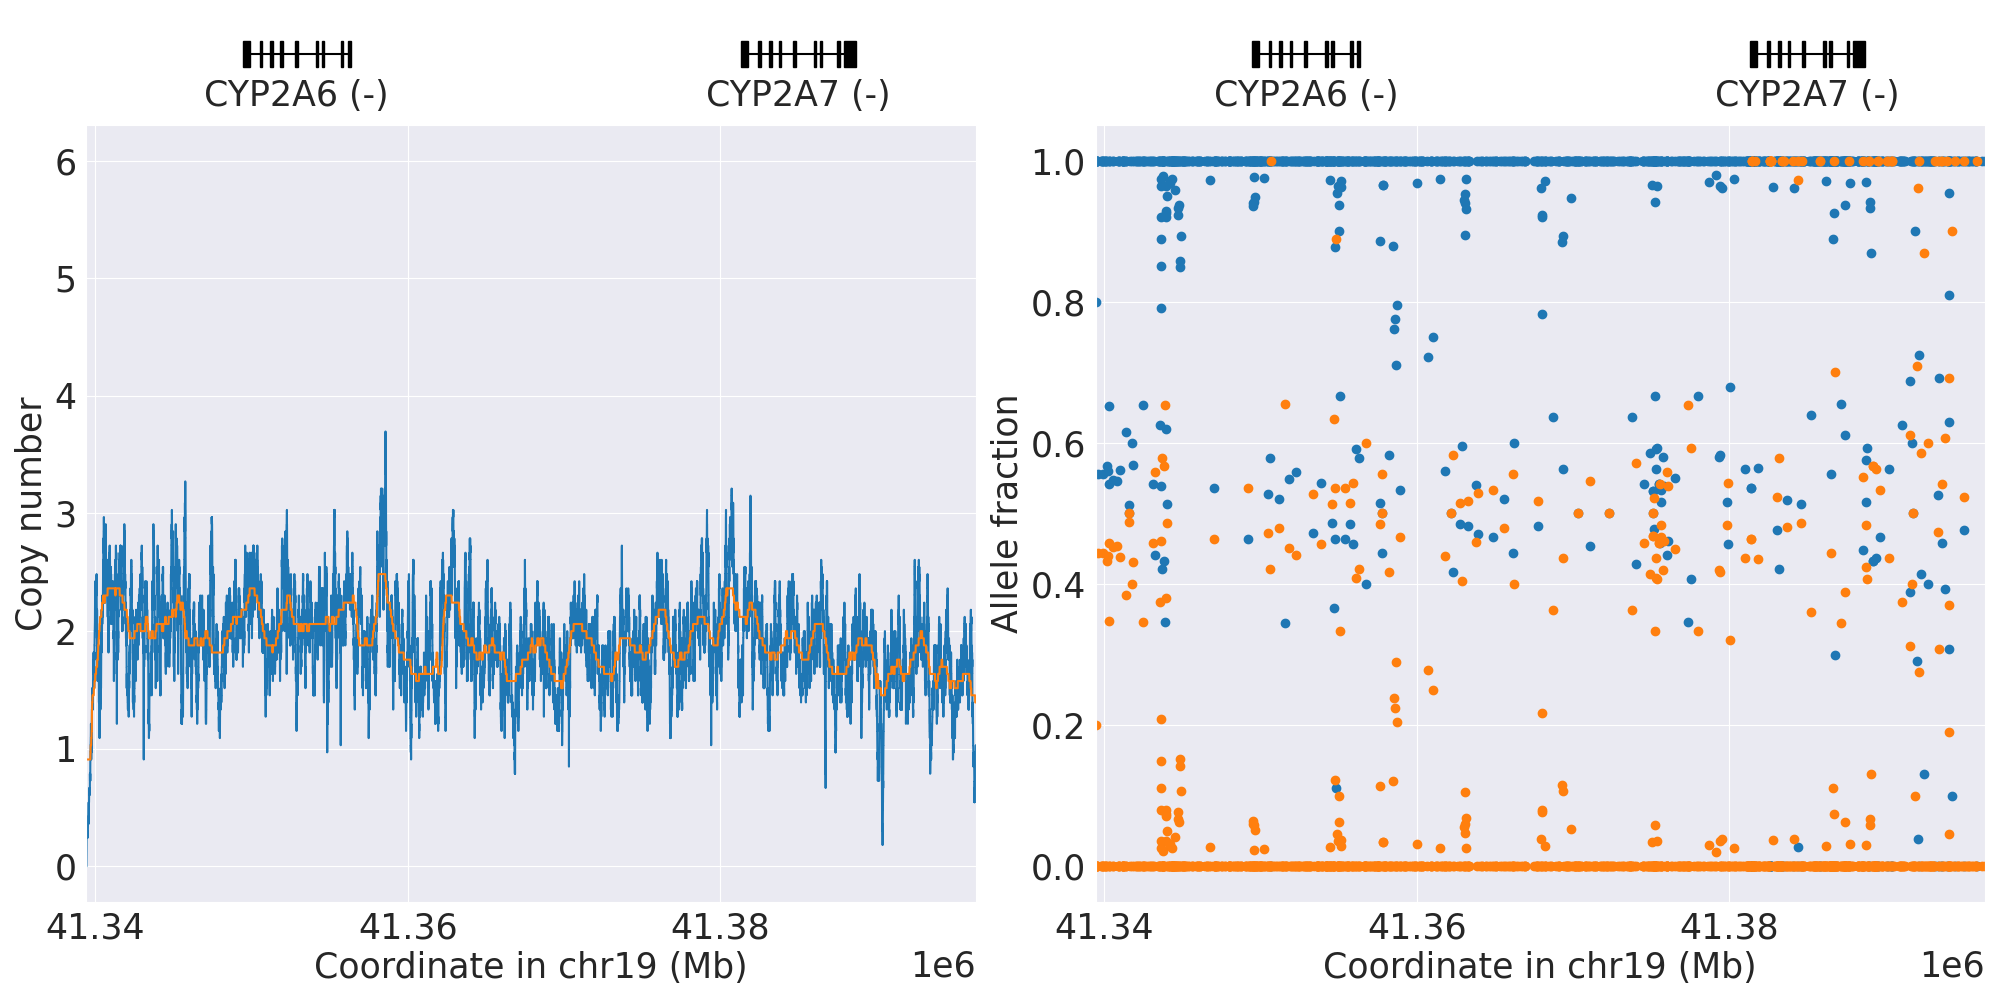 CYP2A6 (-)
CYP2A7 (-)
6
5
4
3
2
1
0
Copy number
41.34
41.36
41.38
Coordinate in chr19 (Mb)
1e6
CYP2A6 (-)
CYP2A7 (-)
1.0
0.8
0.6
0.4
0.2
0.0
Allele fraction
41.34
41.36
41.38
Coordinate in chr19 (Mb)
1e6